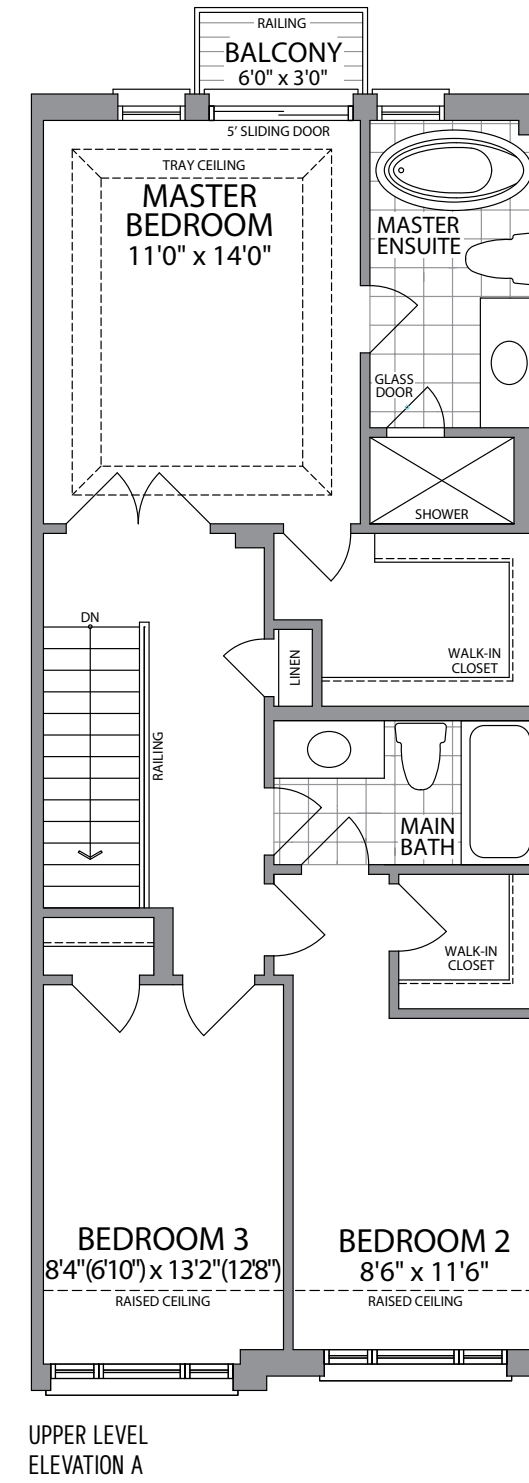 RAILING
BALCONY
6'0" x 3'0"
5' SLIDING DOOR
TRAY CEILING
MASTER
BEDROOM
11'0" x 14'0"
MASTER
ENSUITE
GLASS
DOOR
SHOWER
DN
LINEN
WALK-IN
CLOSET
RAILING
MAIN
BATH
WALK-IN
CLOSET
BEDROOM 3
8'4"(6'10") x 13'2"(12'8")
RAISED CEILING
BEDROOM 2
8'6" x 11'6"
RAISED CEILING
UPPER LEVEL
ELEVATION A